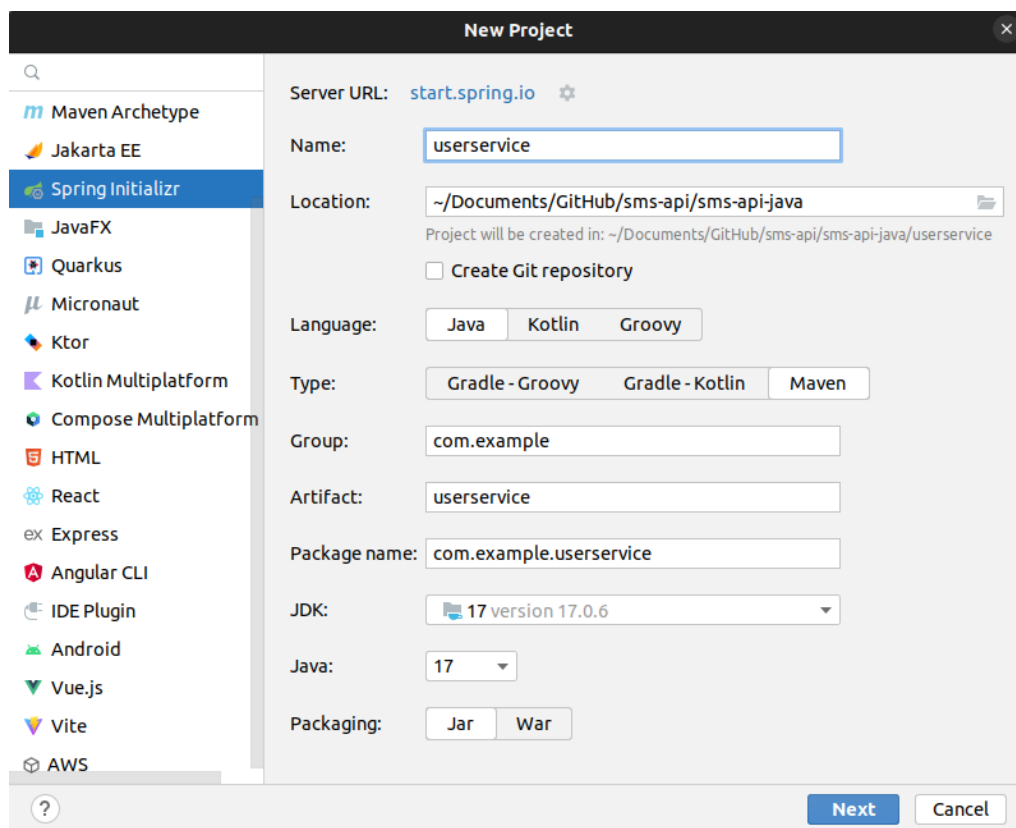 New Project
Maven Archetype
Jakarta EE
Spring Initializr
JavaFX
Quarkus
Micronaut
Ktor
Kotlin Multiplatform
Compose Multiplatform
HTML
React
ex Express
Angular CLI
IDE Plugin
Android
Vue.js
Vite
AWS
Server URL: start.spring.io
Name: userservice
Location: ~/Documents/GitHub/sms-api/sms-api-java
Project will be created in: ~/Documents/GitHub/sms-api/sms-api-java/userservice
Create Git repository
Language: Java Kotlin Groovy
Type: Gradle - Groovy Gradle - Kotlin Maven
Group: com.example
Artifact: userservice
Package name: com.example.userservice
JDK: 17 version 17.0.6
Java: 17
Packaging: Jar War
? Next Cancel